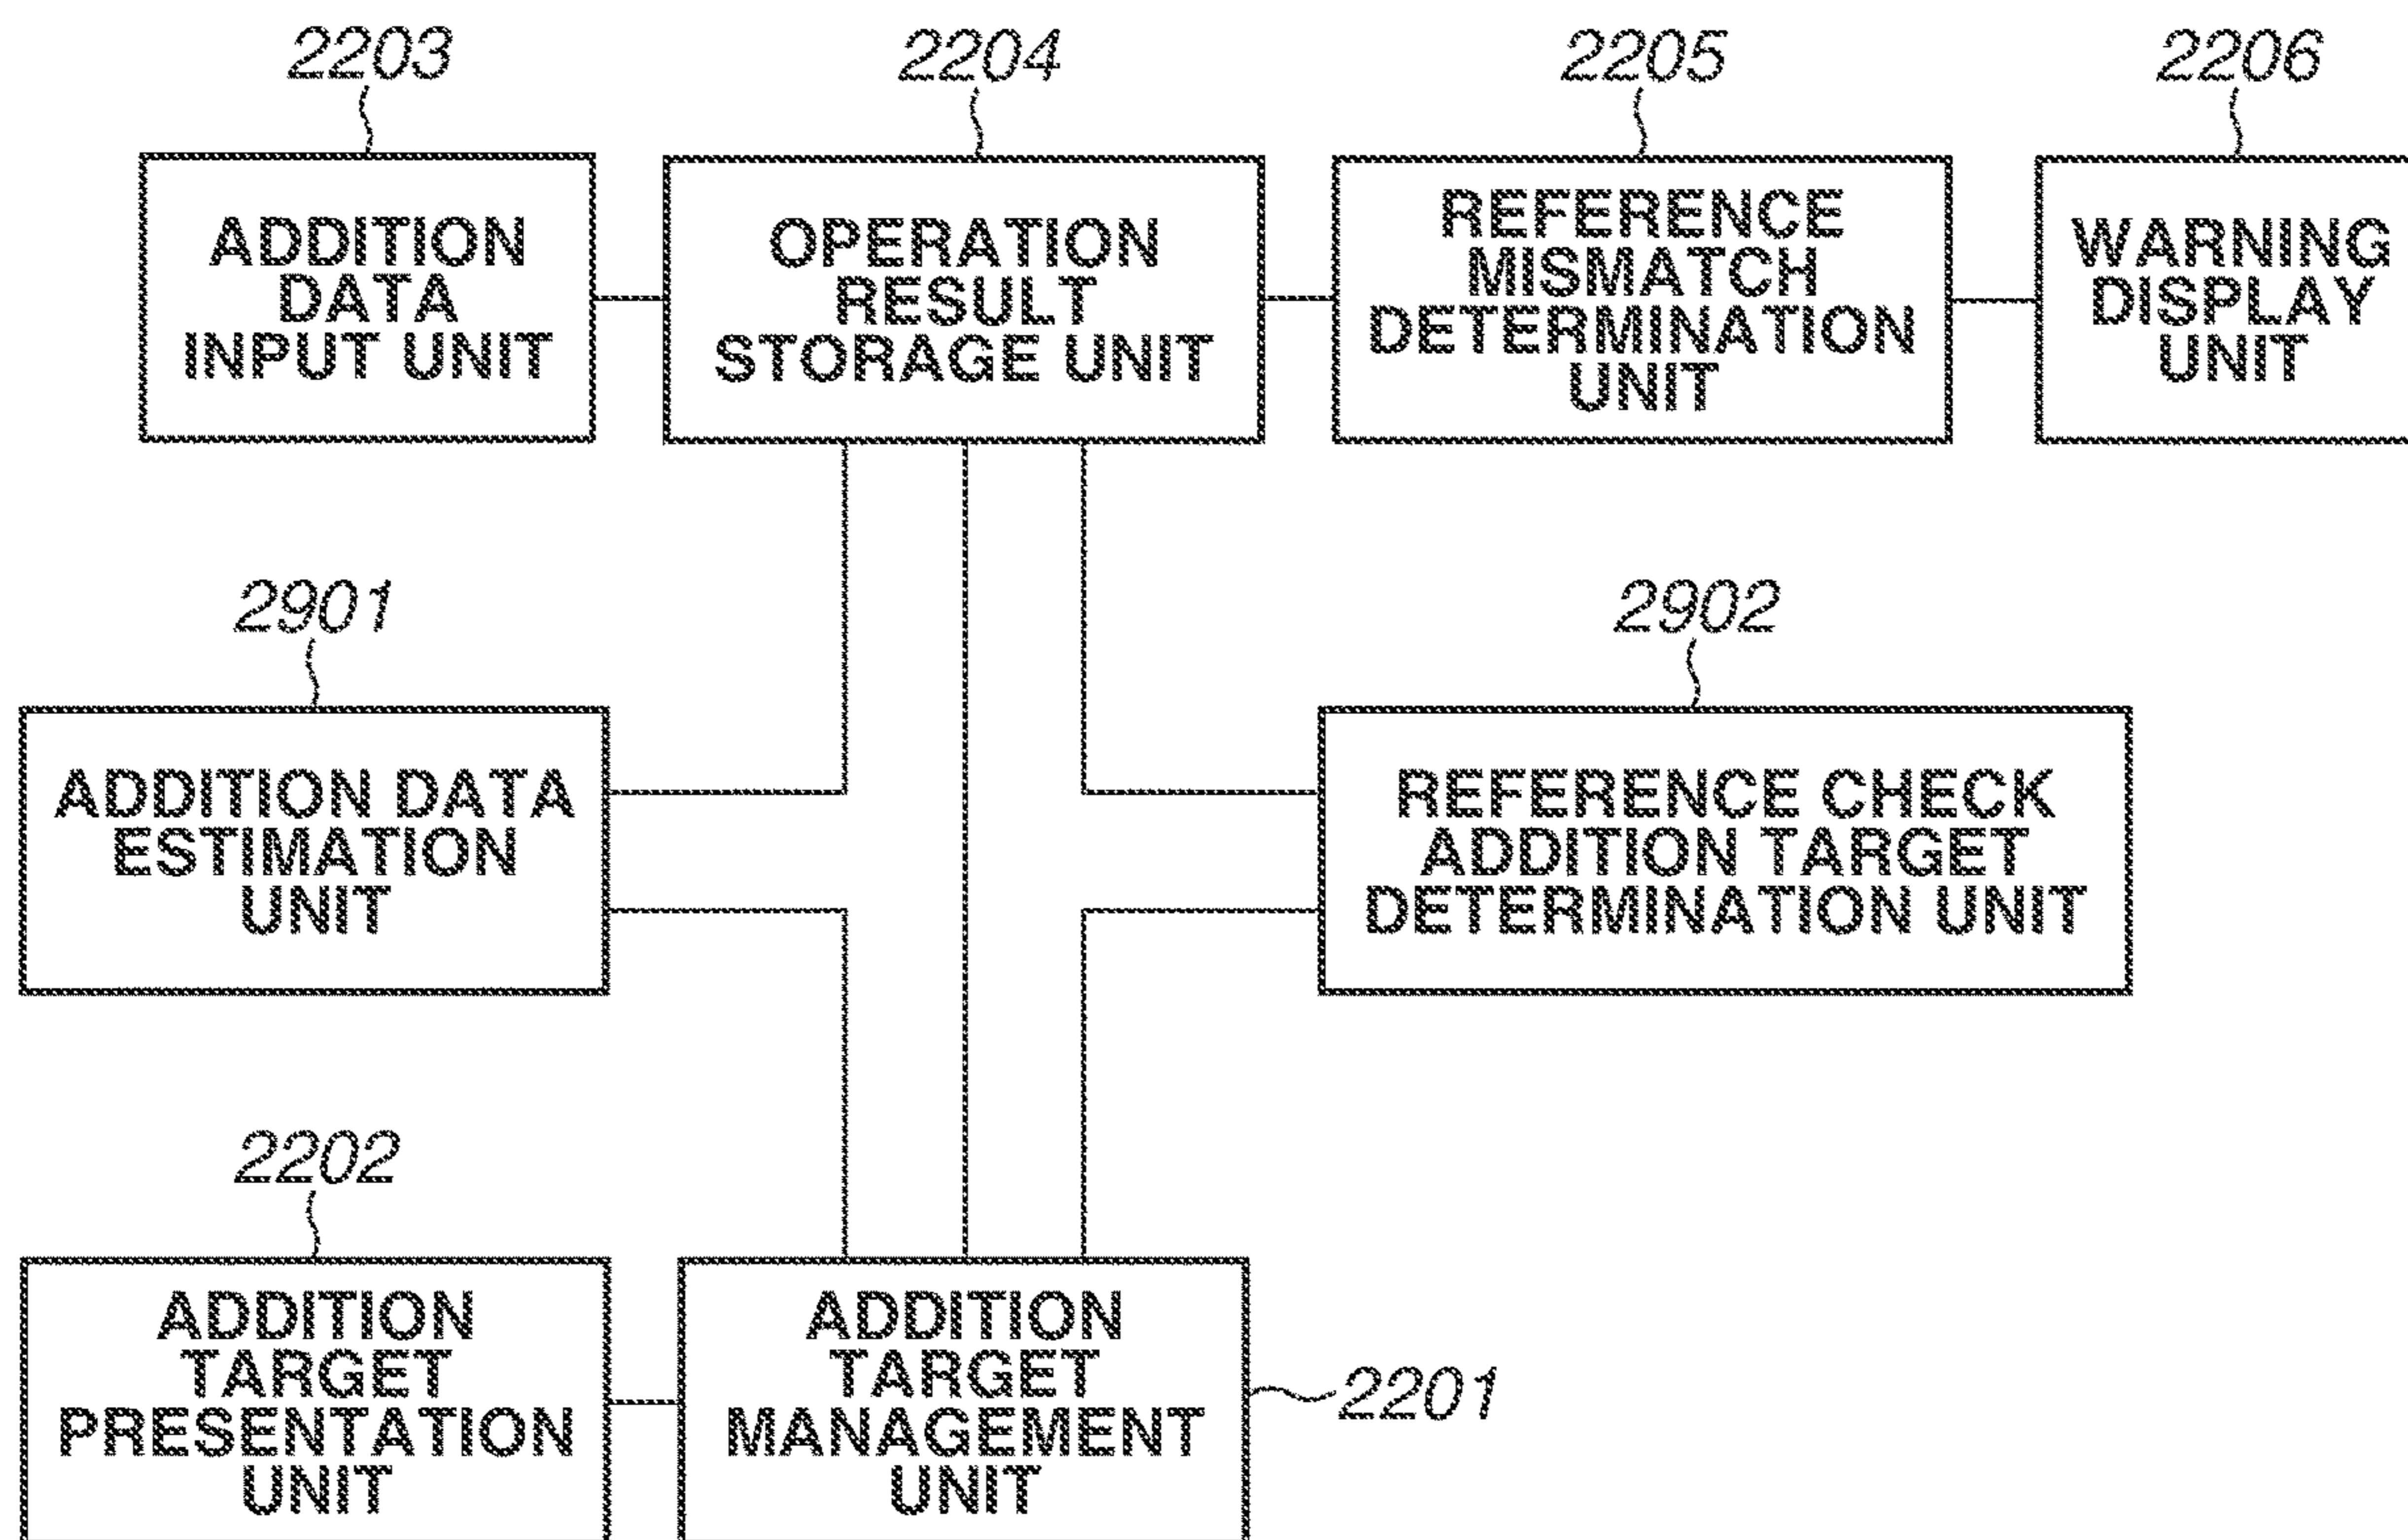 2203
ADDITION
DATA
INPUT UNIT
2204
OPERATION
RESULT
STORAGE UNIT
2205
REFERENCE
MISMATCH
DETERMINATION
UNIT
2206
WARNING
DISPLAY
UNIT
2901
ADDITION DATA
ESTIMATION
UNIT
2902
REFERENCE CHECK
ADDITION TARGET
DETERMINATION UNIT
2202
ADDITION
TARGET
PRESENTATION
UNIT
ADDITION
TARGET
MANAGEMENT
UNIT
2201